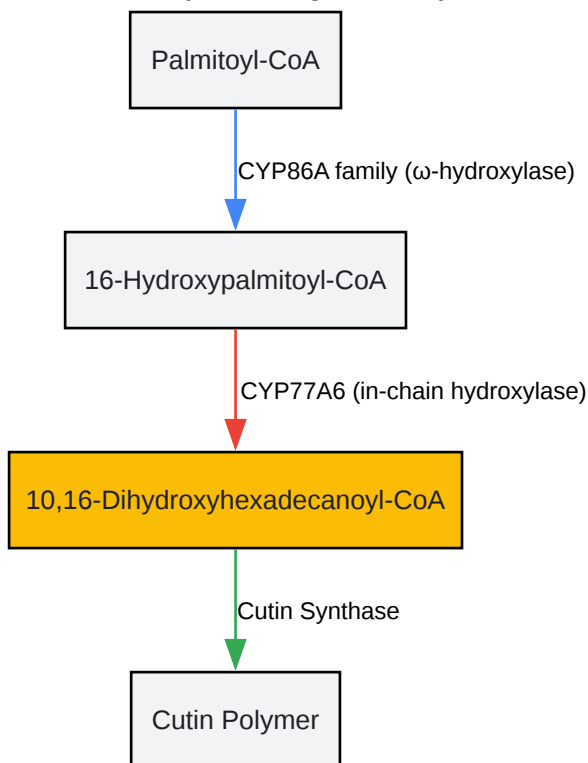 Palmitoyl-CoA
CYP86A family (ω-hydroxylase)
16-Hydroxypalmitoyl-CoA
CYP77A6 (in-chain hydroxylase)
10,16-Dihydroxyhexadecanoyl-CoA
Cutin Synthase
Cutin Polymer